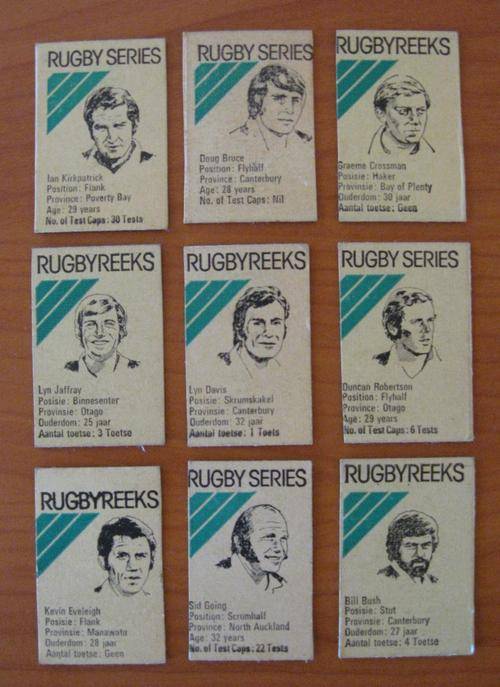 RUGBY SERIES
Ian Kirkpatrick
Position: Flank
Province: Poverty Bay
Age: 29 years
No. of Test Caps: 30 Tests
RUGBY SERIES
Doug Bruce
Position: Flyhalf
Province: Canterbury
Age: 28 years
No. of Test Caps: Nil
RUGBYREEKS
Graeme Crossman
Posisie: Haker
Provinsie: Bay of Plenty
Ouderdom: 30 jaar
Aantal toetse: Geen
RUGBYREEKS
Lyn Jaffray
Posisie: Binnesenter
Provinsie: Otago
Ouderdom: 25 jaar
Aantal toetse: 3 Toetse
RUGBYREEKS
Lyn Davis
Posisie: Skrumskakel
Provinsie: Canterbury
Ouderdom: 32 jaar
Aantal toetse: 1 Toets
RUGBY SERIES
Duncan Robertson
Position: Flyhalf
Province: Otago
Age: 29 years
No. of Test Caps: 6 Tests
RUGBYREEKS
Kevin Eveleigh
Posisie: Flank
Provinsie: Manawatu
Ouderdom: 28 jaar
Aantal toetse: Geen
RUGBY SERIES
Sid Going
Position: Scrumhalf
Province: North Auckland
Age: 32 years
No. of Test Caps: 22 Tests
RUGBYREEKS
Bill Bush
Posisie: Stut
Provinsie: Canterbury
Ouderdom: 27 jaar
Aantal toetse: 4 Toetse